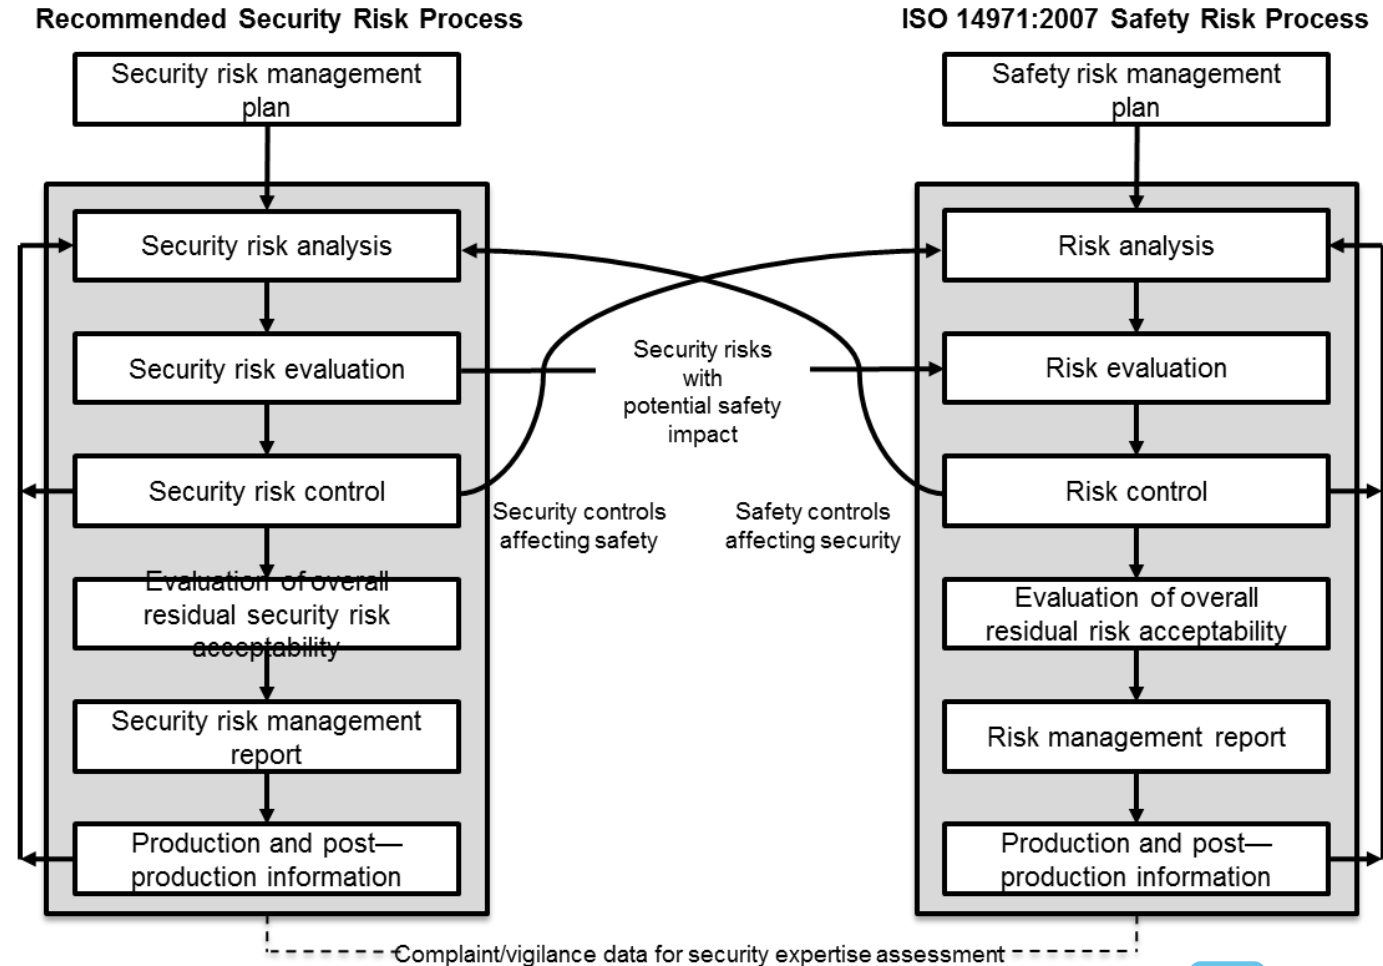 Recommended Security Risk Process
ISO 14971:2007 Safety Risk Process
Security risk management
plan
Safety risk management
plan
Security risk analysis
Risk analysis
Security risk evaluation
Security risks
with
potential safety
impact
Risk evaluation
Security risk control
Risk control
Security controls
affecting safety
Safety controls
affecting security
Evaluation of overall
residual security risk
acceptability
Evaluation of overall
residual risk acceptability
Security risk management
report
Risk management report
Production and post—
production information
Production and post—
production information
Complaint/vigilance data for security expertise assessment